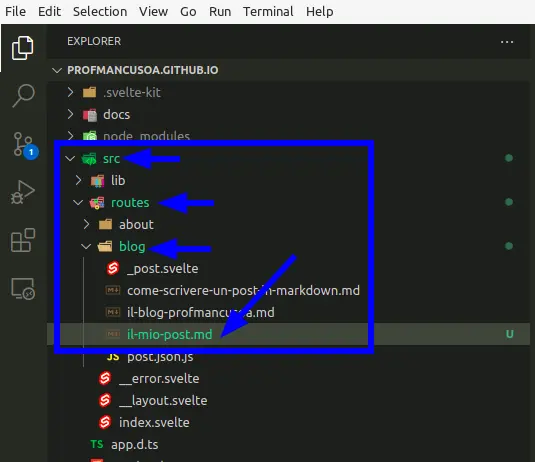 File Edit Selection View Go Run Terminal Help
EXPLORER
PROFMANCUSOA.GITHUB.IO
.svelte-kit
docs
node_modules
src
lib
routes
about
blog
_post.svelte
come-scrivere-un-post-in-markdown.md
il-blog-profmancusoa.md
il-mio-post.md U
JS post.json.js
__error.svelte
__layout.svelte
index.svelte
TS app.d.ts
1